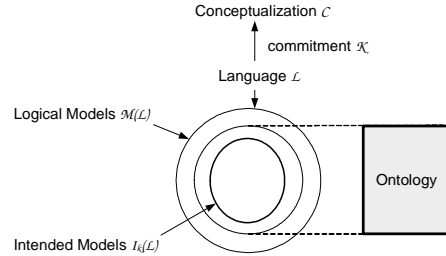 Conceptualization 𝒞
commitment 𝒦
Language ℒ
Logical Models ℳ(ℒ)
Ontology
Intended Models Iₖ(ℒ)